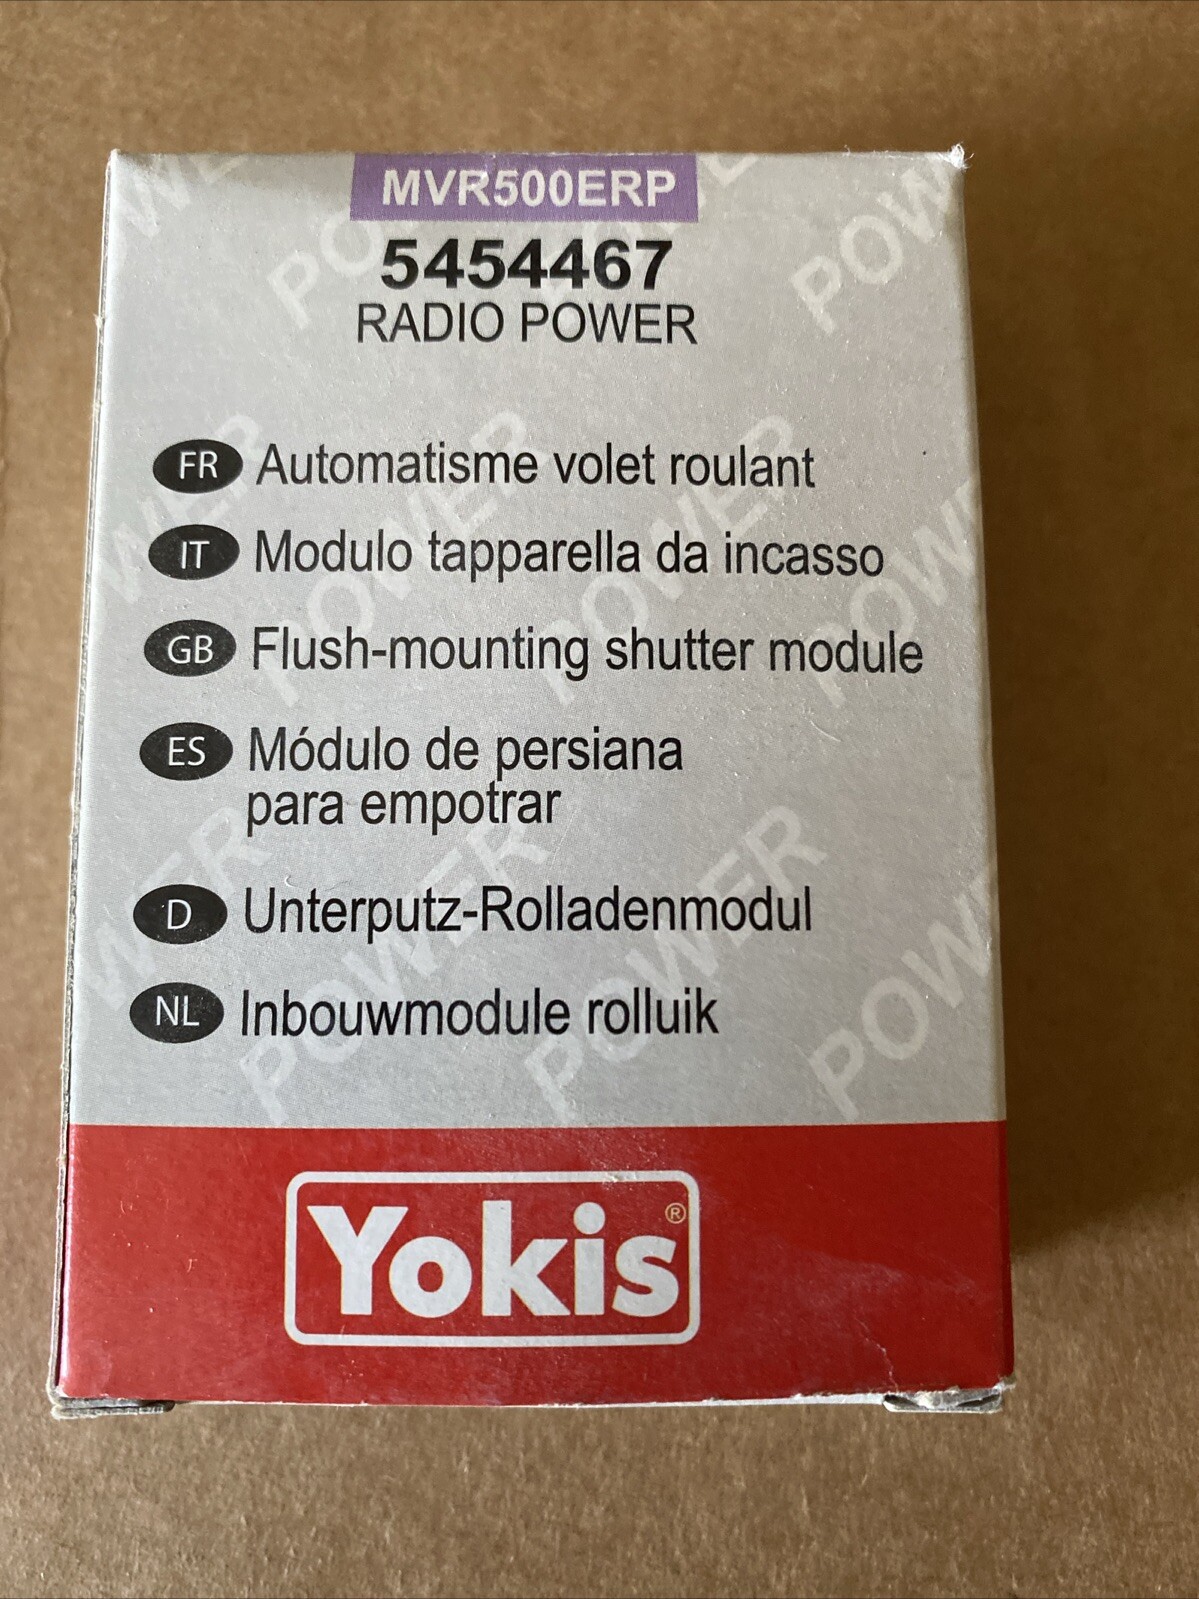 MVR500ERP
5454467
RADIO POWER
FR Automatisme volet roulant
IT Modulo tapparella da incasso
GB Flush-mounting shutter module
ES Módulo de persiana
para empotrar
D Unterputz-Rolladenmodul
NL Inbouwmodule rolluik
Yokis®